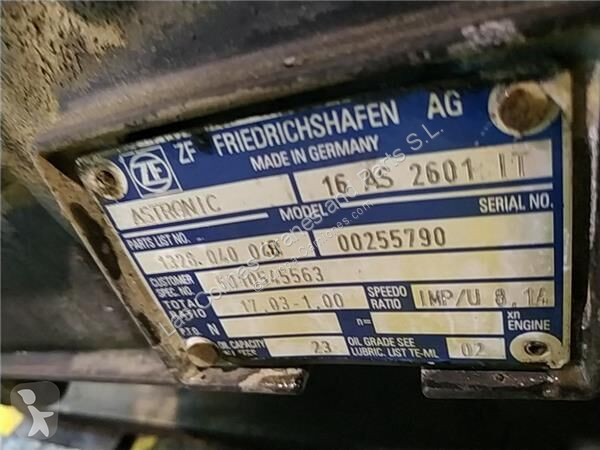 ZF FRIEDRICHSHAFEN AG
MADE IN GERMANY
ZF
ASTRONIC 16 AS 2601 IT
MODEL SERIAL NO.
PARTS LIST NO.
1328.040 00255790
CUSTOMER SPEC. NO. 5010545563
TOTAL RATIO 17.03-1.00 SPEEDO RATIO IMP/U 8,14
P.T.O. N n= xn ENGINE
OIL CAPACITY 23 OIL GRADE SEE LUBRIC. LIST TE-ML 02